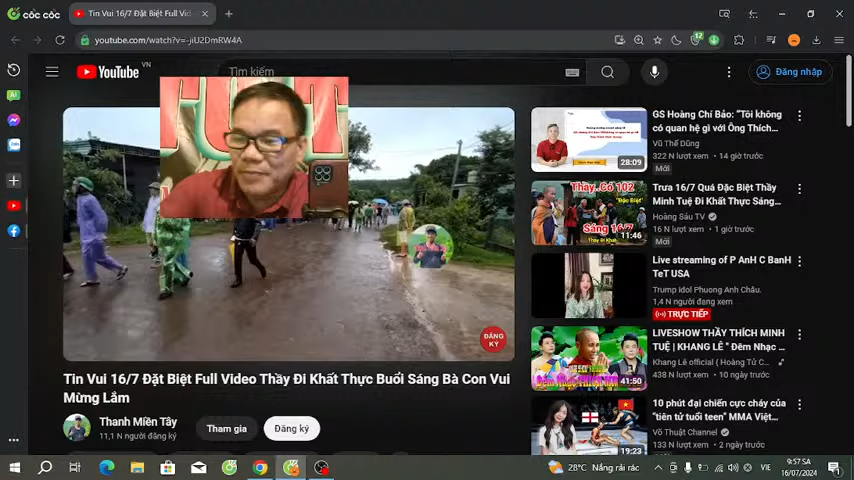 cốc cốc
Tin Vui 16/7 Đặt Biệt Full Vid
youtube.com/watch?v=-jiU2DmRW4A
12
YouTube VN
Tìm kiếm
Đăng nhập
ĐĂNG KÝ
Tin Vui 16/7 Đặt Biệt Full Video Thầy Đi Khất Thực Buổi Sáng Bà Con Vui
Mừng Lắm
Thanh Miền Tây
11,1 N người đăng ký
Tham gia
Đăng ký
GS Hoàng Chí Bảo: “Tôi không
có quan hệ gì với Ông Thích...
Vũ Thế Dũng
322 N lượt xem • 14 giờ trước
Mới
28:09
Trưa 16/7 Quá Đặc Biệt Thầy
Minh Tuệ Đi Khất Thực Sáng...
Hoàng Sáu TV
16 N lượt xem • 1 giờ trước
Mới
Thầy..Có 102
"Đặc Biệt"
Sáng 16/7
Thầy Đi Khất
11:46
Live streaming of P AnH C BanH
TeT USA
Trump Idol Phuong Anh Châu.
1,4 N người đang xem
TRỰC TIẾP
LIVESHOW THẦY THÍCH MINH
TUỆ | KHANG LÊ " Đêm Nhạc ...
Khang Lê official ( Hoàng Tử C...
438 N lượt xem • 10 ngày trước
41:50
10 phút đại chiến cực cháy của
“tiên tử tuổi teen” MMA Việt...
Võ Thuật Channel
133 N lượt xem • 2 ngày trước
19:23
28°C Nắng rải rác
VIE
9:57 SA
16/07/2024